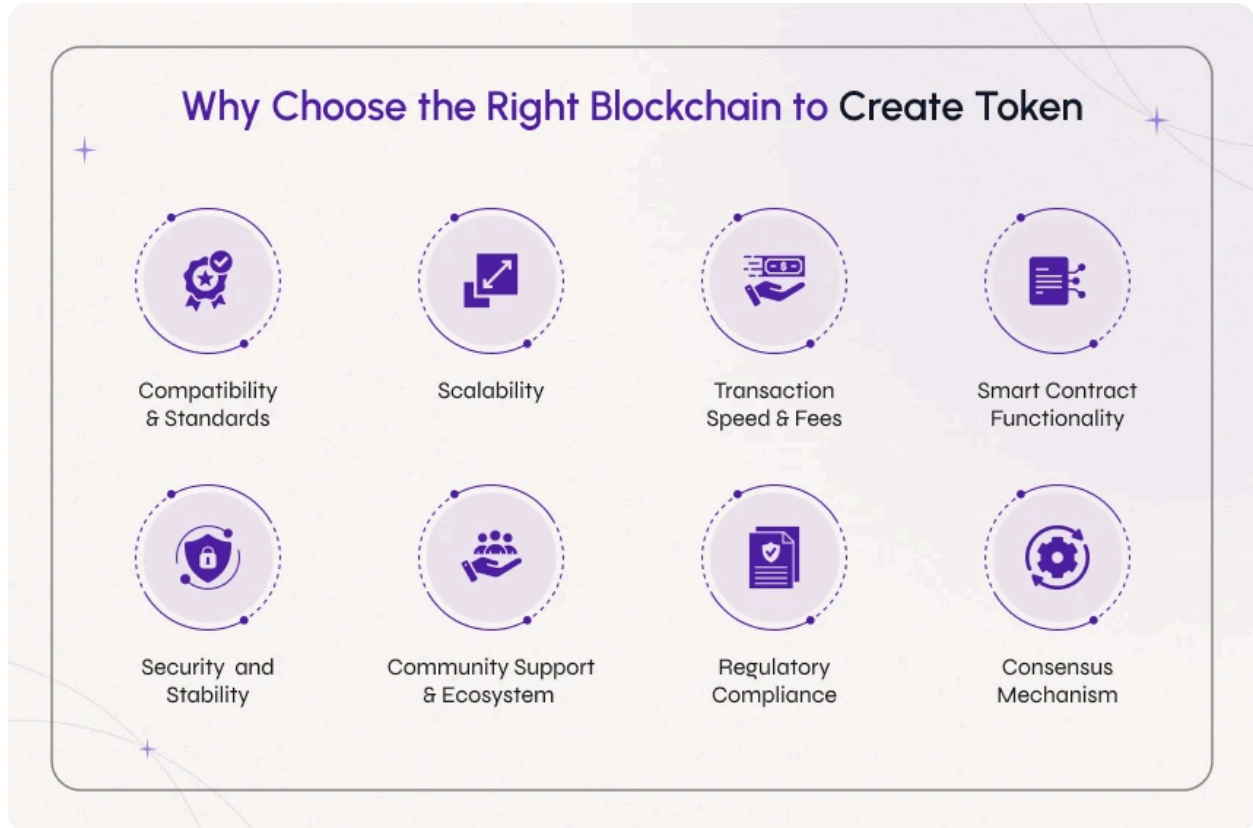 Why Choose the Right Blockchain to Create Token
Compatibility
& Standards
Scalability
Transaction
Speed & Fees
Smart Contract
Functionality
Security and
Stability
Community Support
& Ecosystem
Regulatory
Compliance
Consensus
Mechanism